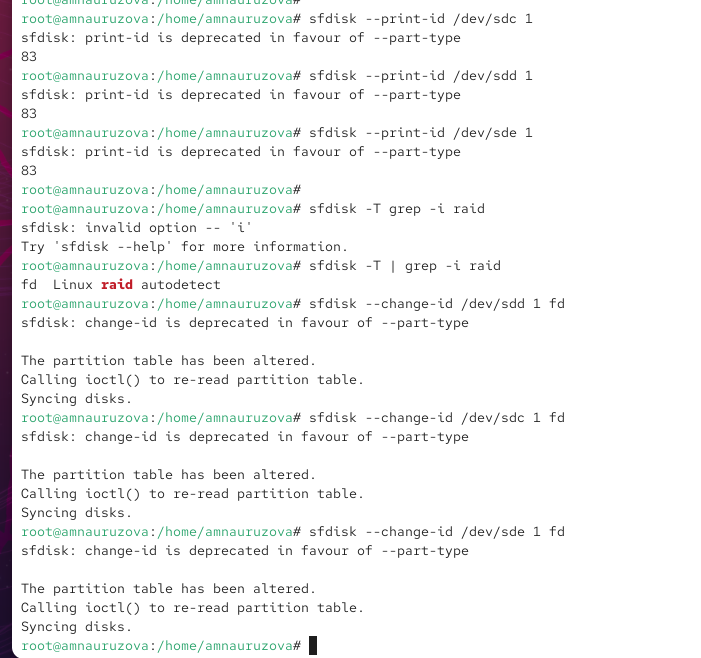 root@amnauruzova:/home/amnauruzova#
root@amnauruzova:/home/amnauruzova# sfdisk --print-id /dev/sdc 1
sfdisk: print-id is deprecated in favour of --part-type
83
root@amnauruzova:/home/amnauruzova# sfdisk --print-id /dev/sdd 1
sfdisk: print-id is deprecated in favour of --part-type
83
root@amnauruzova:/home/amnauruzova# sfdisk --print-id /dev/sde 1
sfdisk: print-id is deprecated in favour of --part-type
83
root@amnauruzova:/home/amnauruzova#
root@amnauruzova:/home/amnauruzova# sfdisk -T grep -i raid
sfdisk: invalid option -- 'i'
Try 'sfdisk --help' for more information.
root@amnauruzova:/home/amnauruzova# sfdisk -T | grep -i raid
fd  Linux raid autodetect
root@amnauruzova:/home/amnauruzova# sfdisk --change-id /dev/sdd 1 fd
sfdisk: change-id is deprecated in favour of --part-type

The partition table has been altered.
Calling ioctl() to re-read partition table.
Syncing disks.
root@amnauruzova:/home/amnauruzova# sfdisk --change-id /dev/sdc 1 fd
sfdisk: change-id is deprecated in favour of --part-type

The partition table has been altered.
Calling ioctl() to re-read partition table.
Syncing disks.
root@amnauruzova:/home/amnauruzova# sfdisk --change-id /dev/sde 1 fd
sfdisk: change-id is deprecated in favour of --part-type

The partition table has been altered.
Calling ioctl() to re-read partition table.
Syncing disks.
root@amnauruzova:/home/amnauruzova#